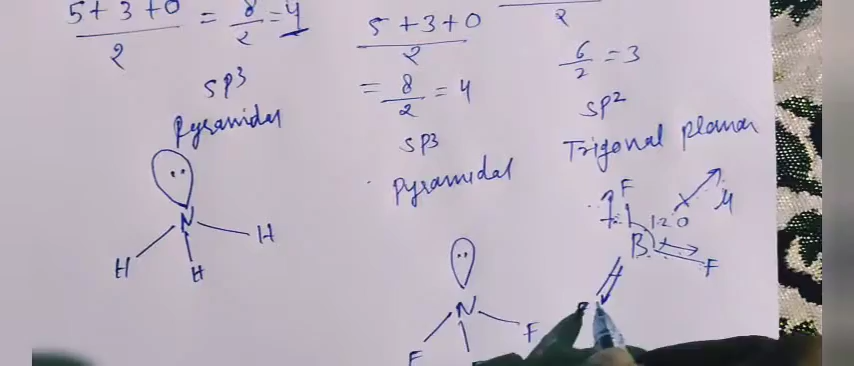 5+3+0 / 2 = 8/2 = 4
sp3
Pyramidal
N
H H H
5+3+0 / 2
= 8/2 = 4
sp3
Pyramidal
N
F F
2
6/2 = 3
sp2
Trigonal planar
F
120
μ
B
F